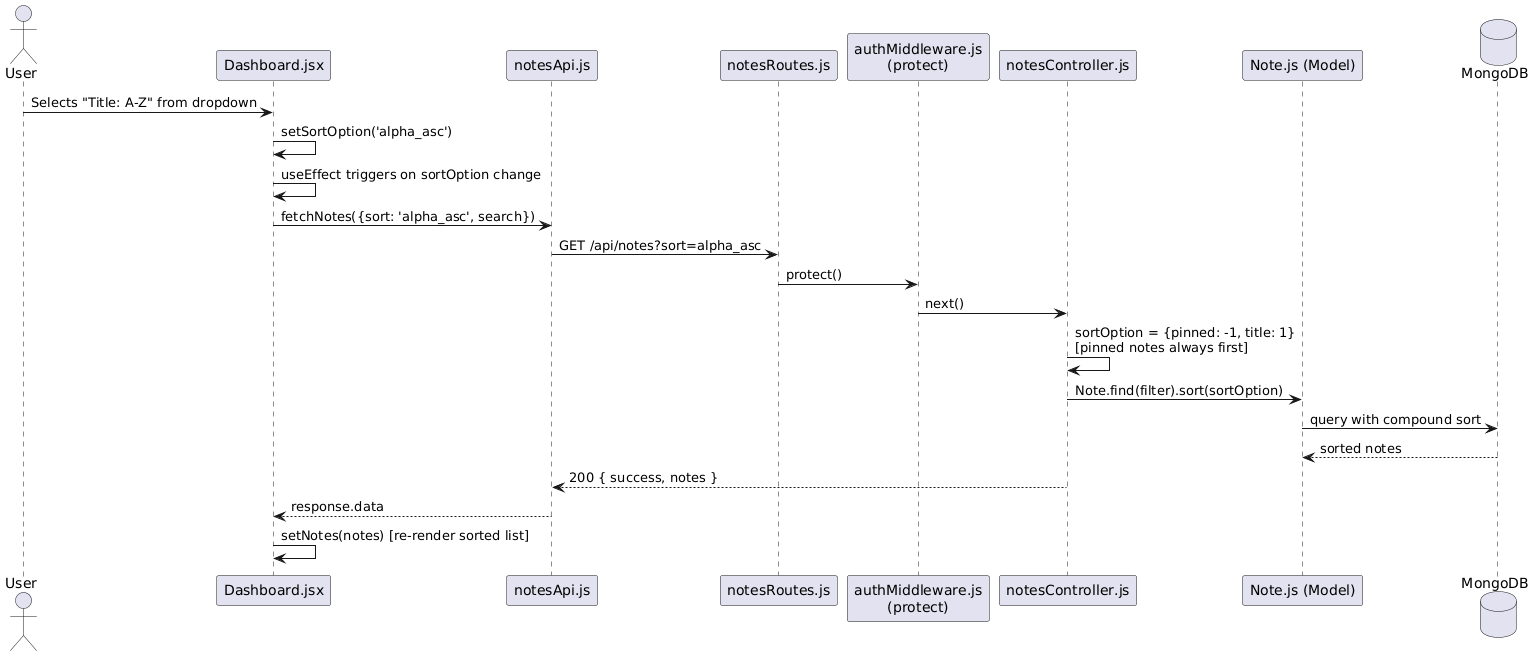 User
Dashboard.jsx
notesApi.js
notesRoutes.js
authMiddleware.js
(protect)
notesController.js
Note.js (Model)
MongoDB
Selects "Title: A-Z" from dropdown
setSortOption('alpha_asc')
useEffect triggers on sortOption change
fetchNotes({sort: 'alpha_asc', search})
GET /api/notes?sort=alpha_asc
protect()
next()
sortOption = {pinned: -1, title: 1}
[pinned notes always first]
Note.find(filter).sort(sortOption)
query with compound sort
sorted notes
200 { success, notes }
response.data
setNotes(notes) [re-render sorted list]
User
Dashboard.jsx
notesApi.js
notesRoutes.js
authMiddleware.js
(protect)
notesController.js
Note.js (Model)
MongoDB